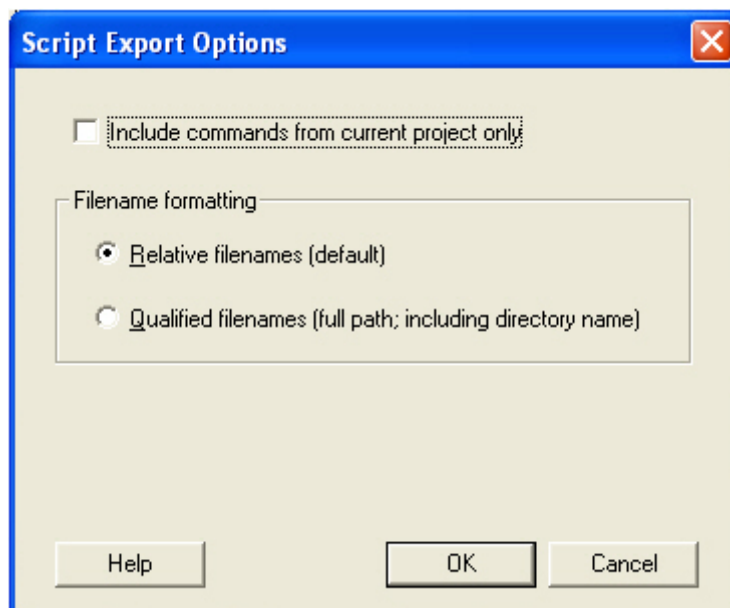 Script Export Options
Include commands from current project only
Filename formatting
Relative filenames (default)
Qualified filenames (full path; including directory name)
Help OK Cancel